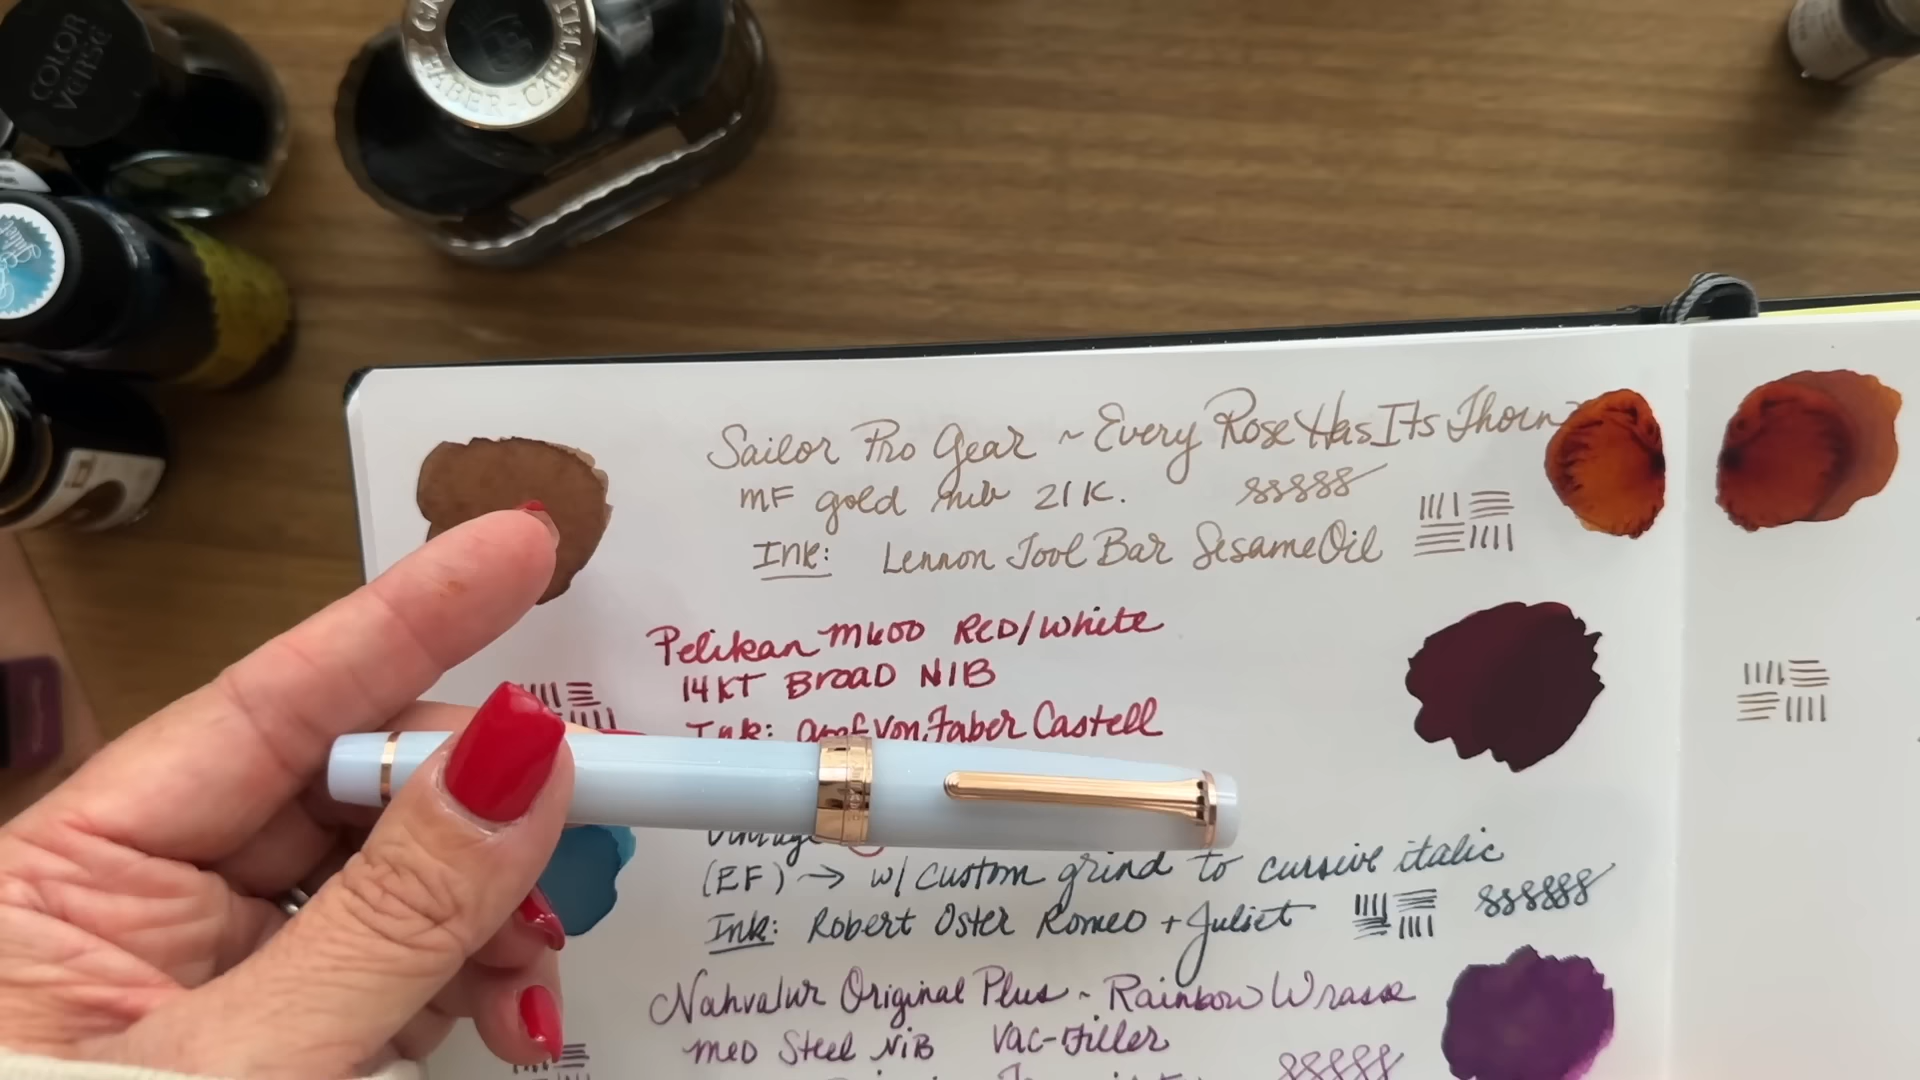 COLOR
VERSE
FABER-CASTELL
Sailor Pro Gear ~ Every Rose Has Its Thorn
MF gold nib 21K.
Ink: Lennon Tool Bar Sesame Oil
Pelikan M600 RED/White
14KT BROAD NIB
Ink: Graf Von Faber Castell
Vintage
(EF) → w/ custom grind to cursive italic
Ink: Robert Oster Romeo + Juliet
Nahvalur Original Plus ~ Rainbow Wrasse
MED Steel NIB Vac-Filler